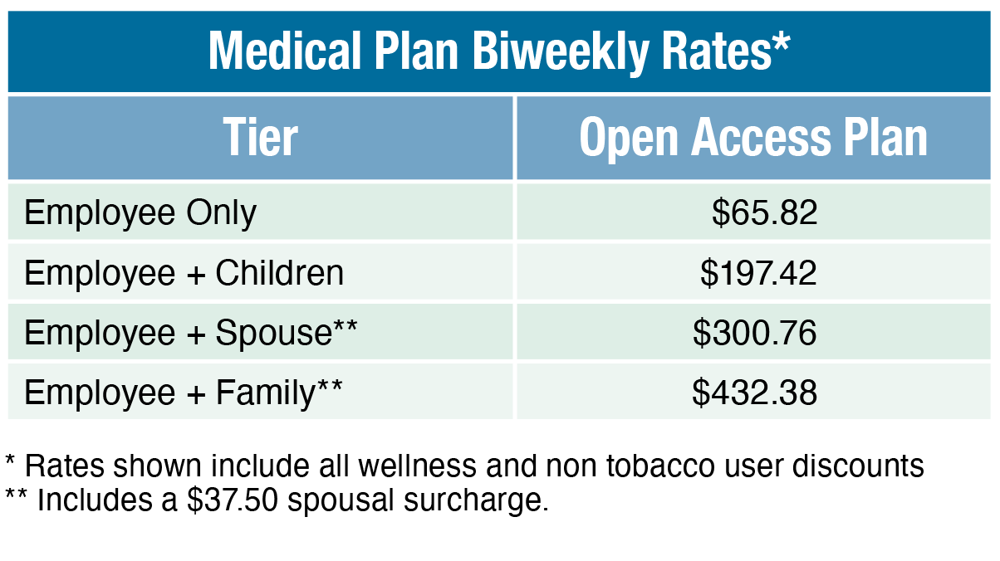 Medical Plan Biweekly Rates*
Tier Open Access Plan
Employee Only $65.82
Employee + Children $197.42
Employee + Spouse** $300.76
Employee + Family** $432.38
* Rates shown include all wellness and non tobacco user discounts
** Includes a $37.50 spousal surcharge.